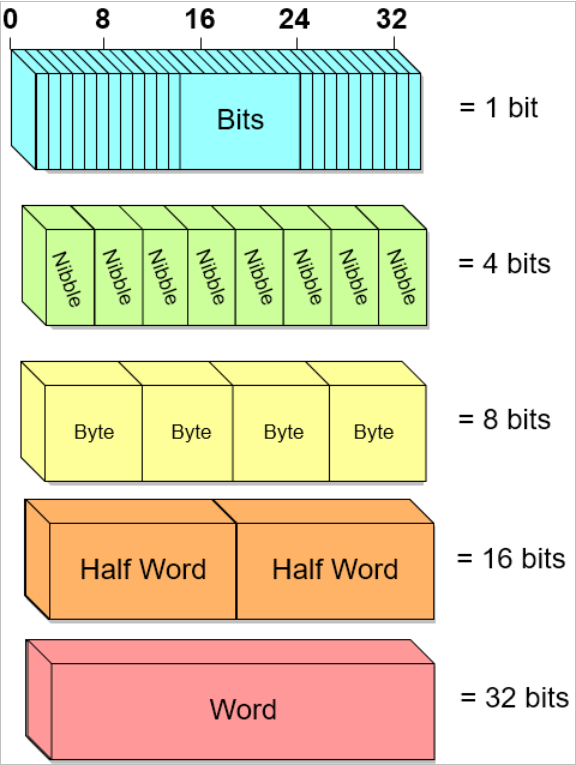 0 8 16 24 32
Bits = 1 bit
Nibble Nibble Nibble Nibble Nibble Nibble Nibble Nibble = 4 bits
Byte Byte Byte Byte = 8 bits
Half Word Half Word = 16 bits
Word = 32 bits